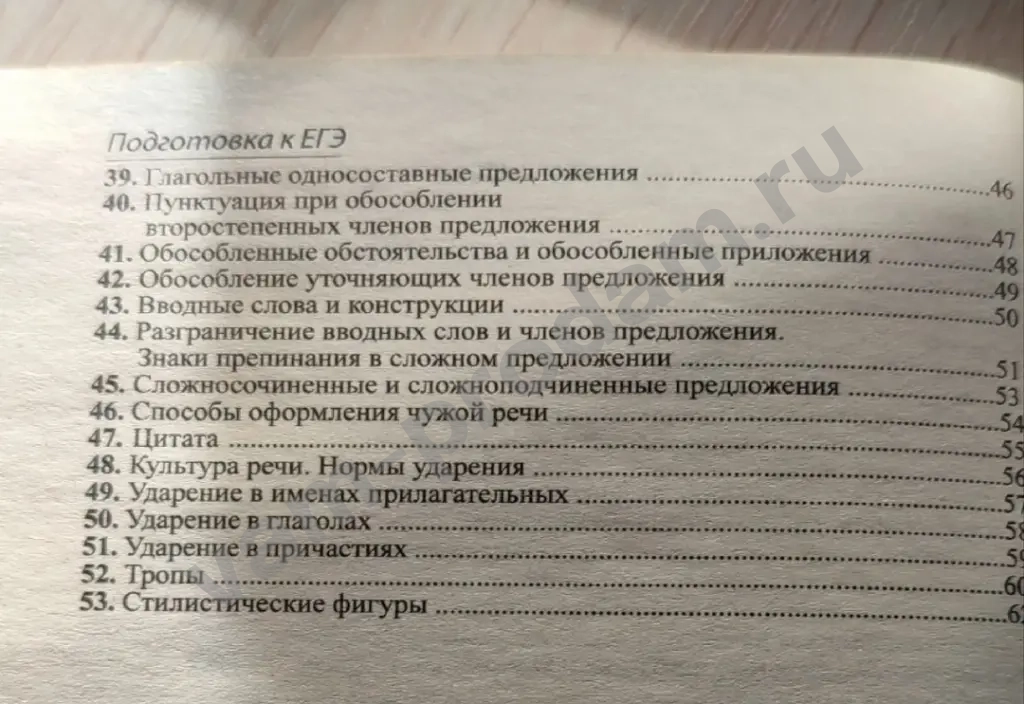 Подготовка к ЕГЭ
39. Глагольные односоставные предложения ..... 46
40. Пунктуация при обособлении
второстепенных членов предложения ..... 47
41. Обособленные обстоятельства и обособленные приложения ..... 48
42. Обособление уточняющих членов предложения ..... 49
43. Вводные слова и конструкции ..... 50
44. Разграничение вводных слов и членов предложения.
Знаки препинания в сложном предложении ..... 51
45. Сложносочиненные и сложноподчиненные предложения ..... 53
46. Способы оформления чужой речи ..... 54
47. Цитата ..... 55
48. Культура речи. Нормы ударения ..... 56
49. Ударение в именах прилагательных ..... 57
50. Ударение в глаголах ..... 58
51. Ударение в причастиях ..... 59
52. Тропы ..... 60
53. Стилистические фигуры .....